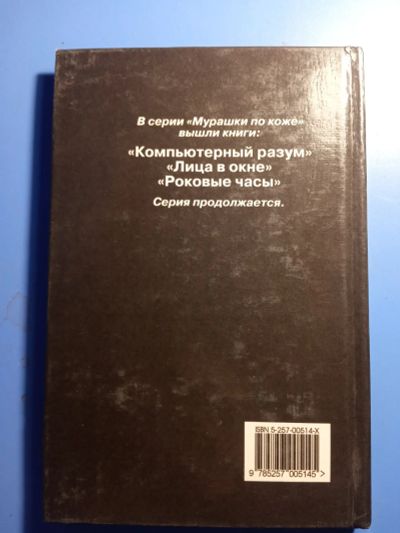 В серии «Мурашки по коже»
вышли книги:
«Компьютерный разум»
«Лица в окне»
«Роковые часы»
Серия продолжается.
ISBN 5-257-00514-X
9 785257 005145 >